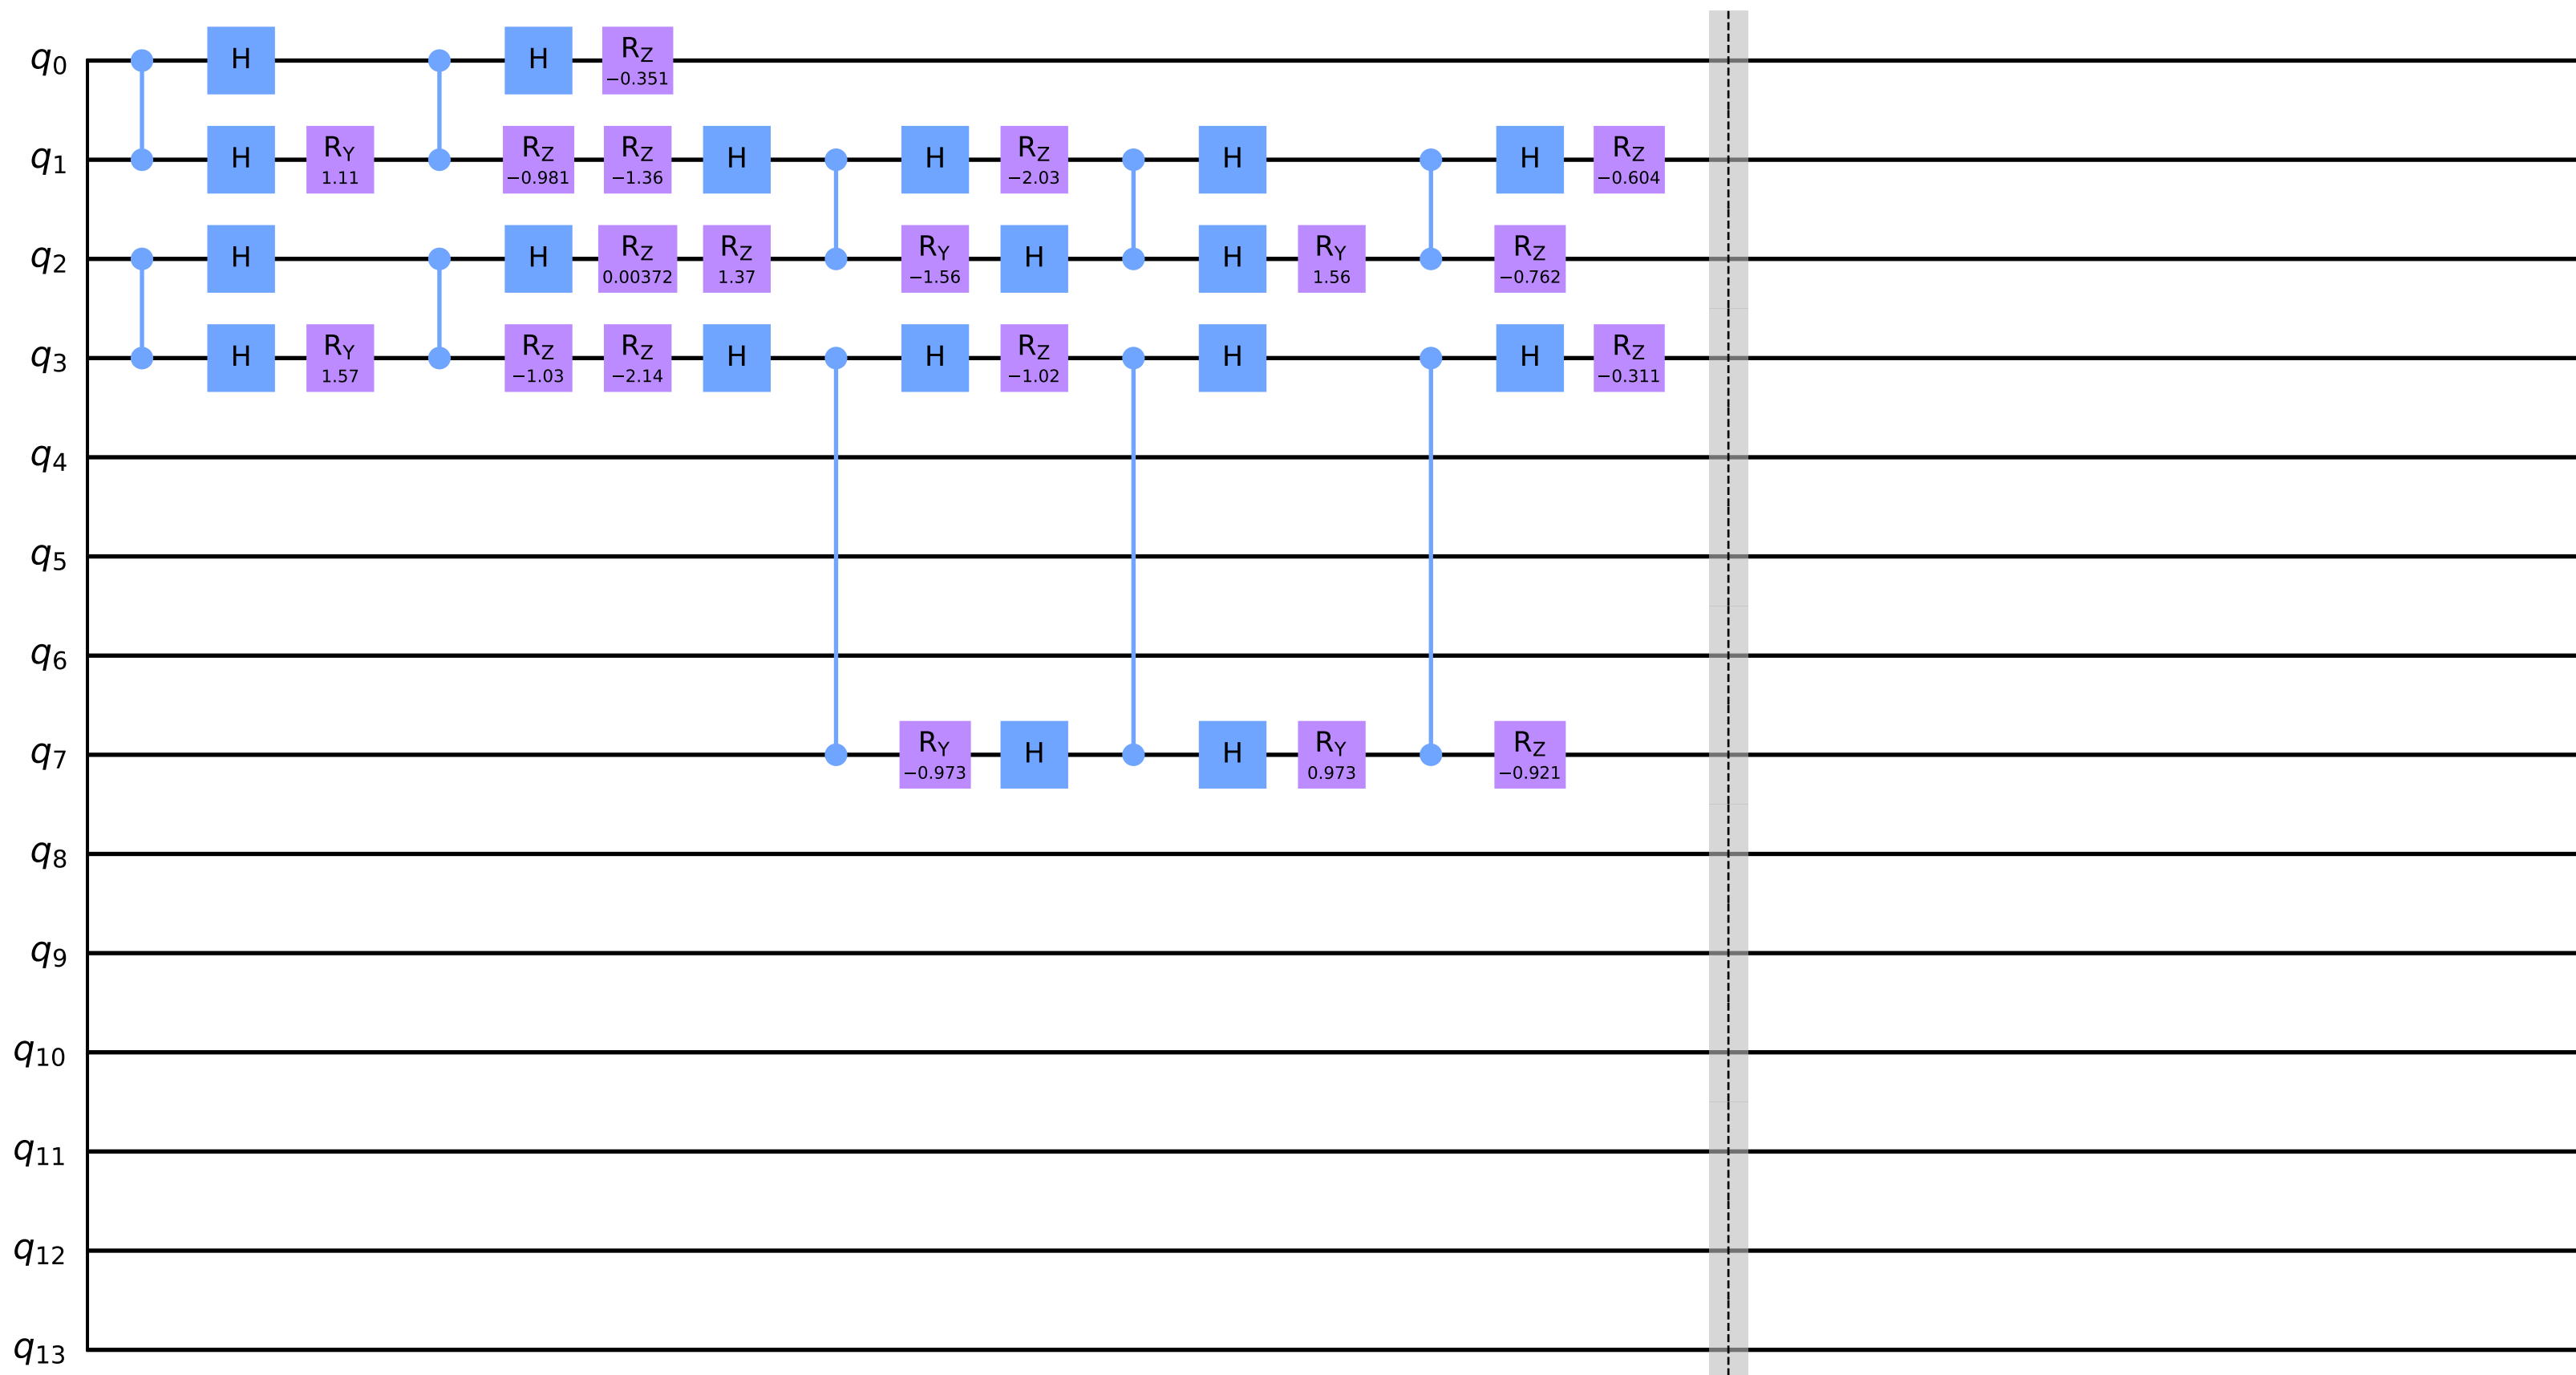 q0 H H RZ −0.351
q1 H RY 1.11 RZ −0.981 RZ −1.36 H H RZ −2.03 H H RZ −0.604
q2 H H RZ 0.00372 RZ 1.37 RY −1.56 H H RY 1.56 RZ −0.762
q3 H RY 1.57 RZ −1.03 RZ −2.14 H H RZ −1.02 H H RZ −0.311
q4
q5
q6
q7 RY −0.973 H H RY 0.973 RZ −0.921
q8
q9
q10
q11
q12
q13